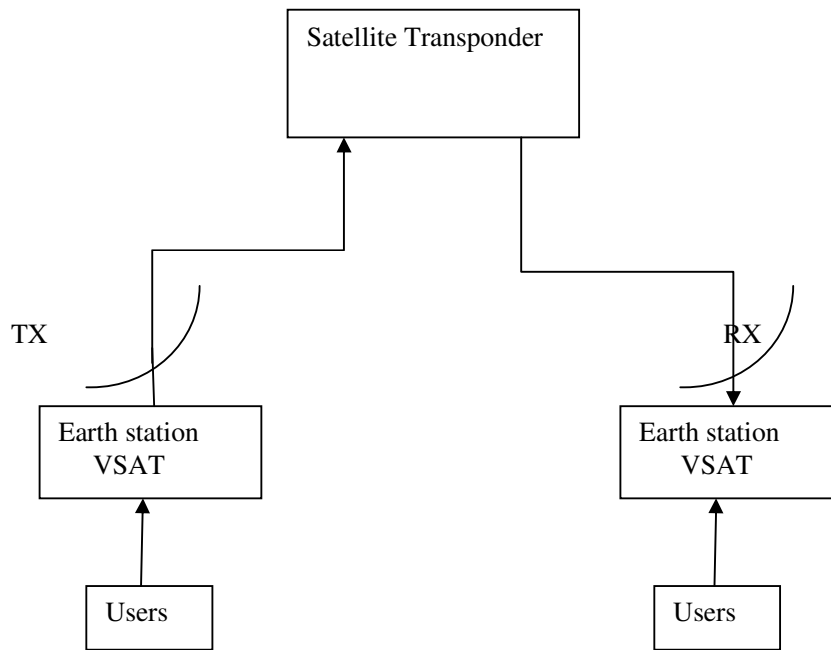 Satellite Transponder
TX
RX
Earth station
VSAT
Earth station
VSAT
Users
Users